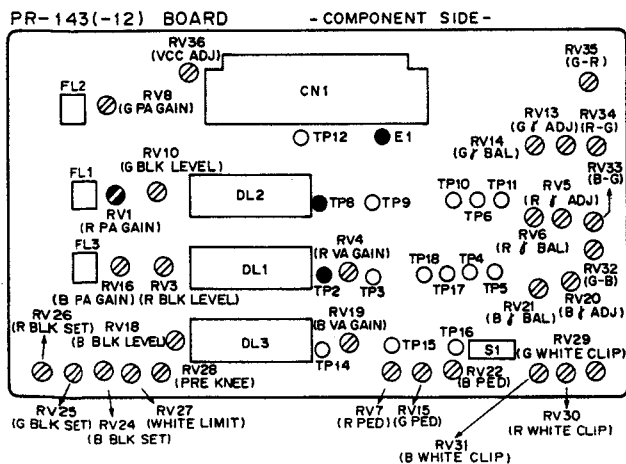 PR-143(-12) BOARD - COMPONENT SIDE -
RV36
(VCC ADJ)
RV35
(G-R)
FL2
RV8
(G PA GAIN)
CN1
RV13
(G γ ADJ)
RV34
(R-G)
TP12
E1
RV14
(G γ BAL)
RV33
(B-G)
RV10
(G BLK LEVEL)
FL1
RV1
(R PA GAIN)
DL2
TP8
TP9
TP10
TP6
TP11
RV5
(R γ ADJ)
RV6
(R γ BAL)
FL3
RV16
(B PA GAIN)
RV3
(R BLK LEVEL)
DL1
RV4
(R VA GAIN)
TP2
TP3
TP18
TP17
TP4
TP5
RV32
(G-B)
RV21
(B γ BAL)
RV20
(B γ ADJ)
RV26
(R BLK SET)
RV18
(B BLK LEVEL)
DL3
RV19
(B VA GAIN)
TP14
TP15
TP16
S1
RV29
(G WHITE CLIP)
RV28
(PRE KNEE)
RV22
(B PED)
RV25
(G BLK SET)
RV24
(B BLK SET)
RV27
(WHITE LIMIT)
RV7
(R PED)
RV15
(G PED)
RV31
(B WHITE CLIP)
RV30
(R WHITE CLIP)